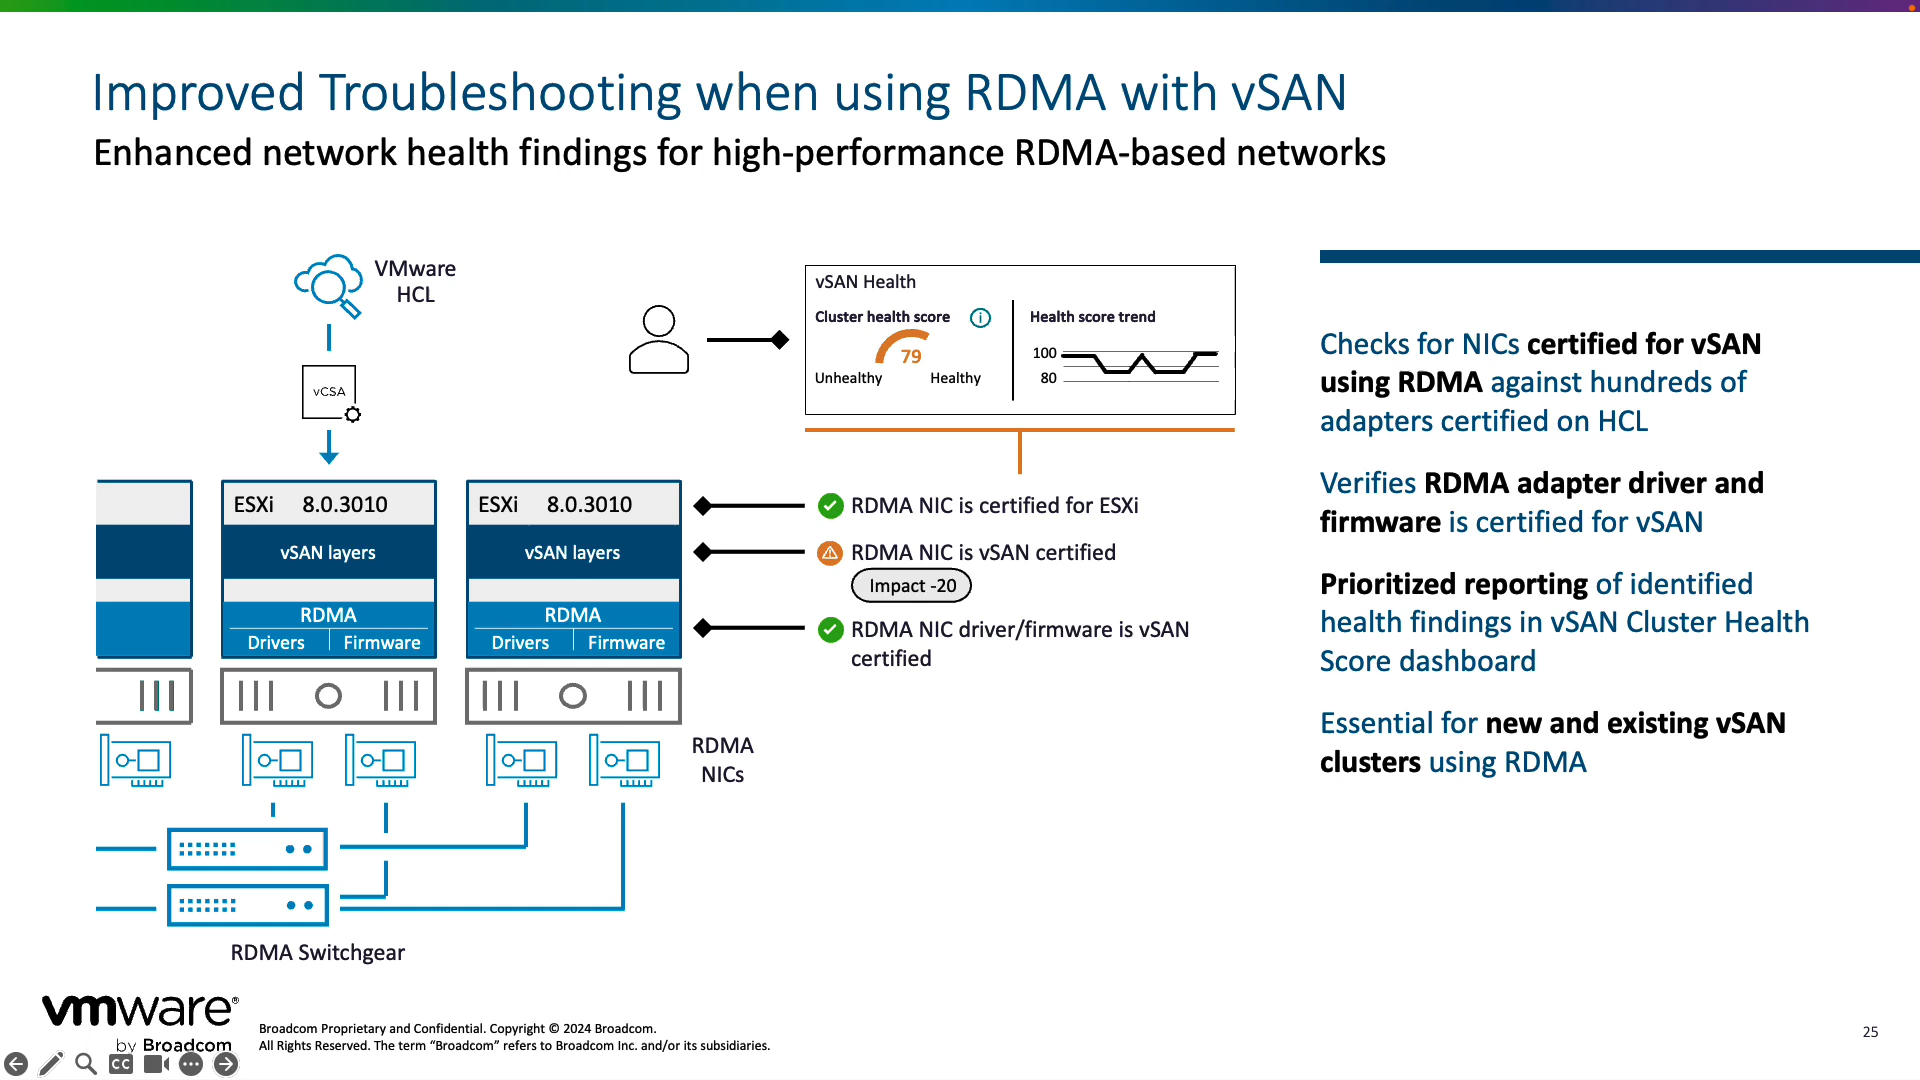 Improved Troubleshooting when using RDMA with vSAN
Enhanced network health findings for high-performance RDMA-based networks
VMware
HCL
vCSA
vSAN Health
Cluster health score
i
Health score trend
79
Unhealthy
Healthy
100
80
ESXi 8.0.3010
vSAN layers
RDMA
Drivers
Firmware
ESXi 8.0.3010
vSAN layers
RDMA
Drivers
Firmware
RDMA NIC is certified for ESXi
RDMA NIC is vSAN certified
Impact -20
RDMA NIC driver/firmware is vSAN
certified
RDMA
NICs
RDMA Switchgear
Checks for NICs certified for vSAN
using RDMA against hundreds of
adapters certified on HCL
Verifies RDMA adapter driver and
firmware is certified for vSAN
Prioritized reporting of identified
health findings in vSAN Cluster Health
Score dashboard
Essential for new and existing vSAN
clusters using RDMA
vmware®
by Broadcom
Broadcom Proprietary and Confidential. Copyright © 2024 Broadcom.
All Rights Reserved. The term “Broadcom” refers to Broadcom Inc. and/or its subsidiaries.
25
CC